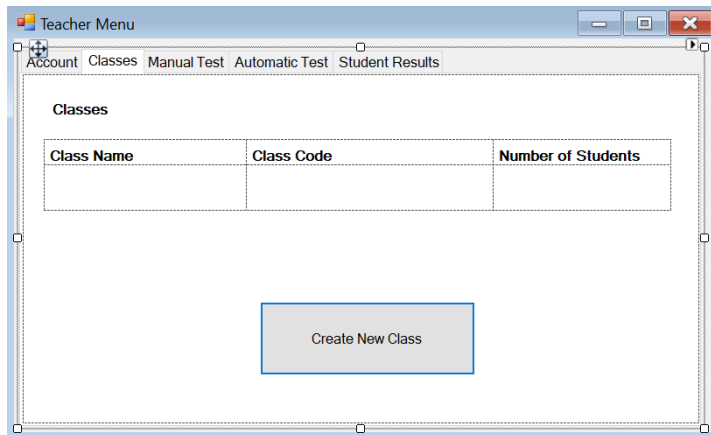 Teacher Menu
Account Classes Manual Test Automatic Test Student Results
Classes
Class Name Class Code Number of Students
Create New Class